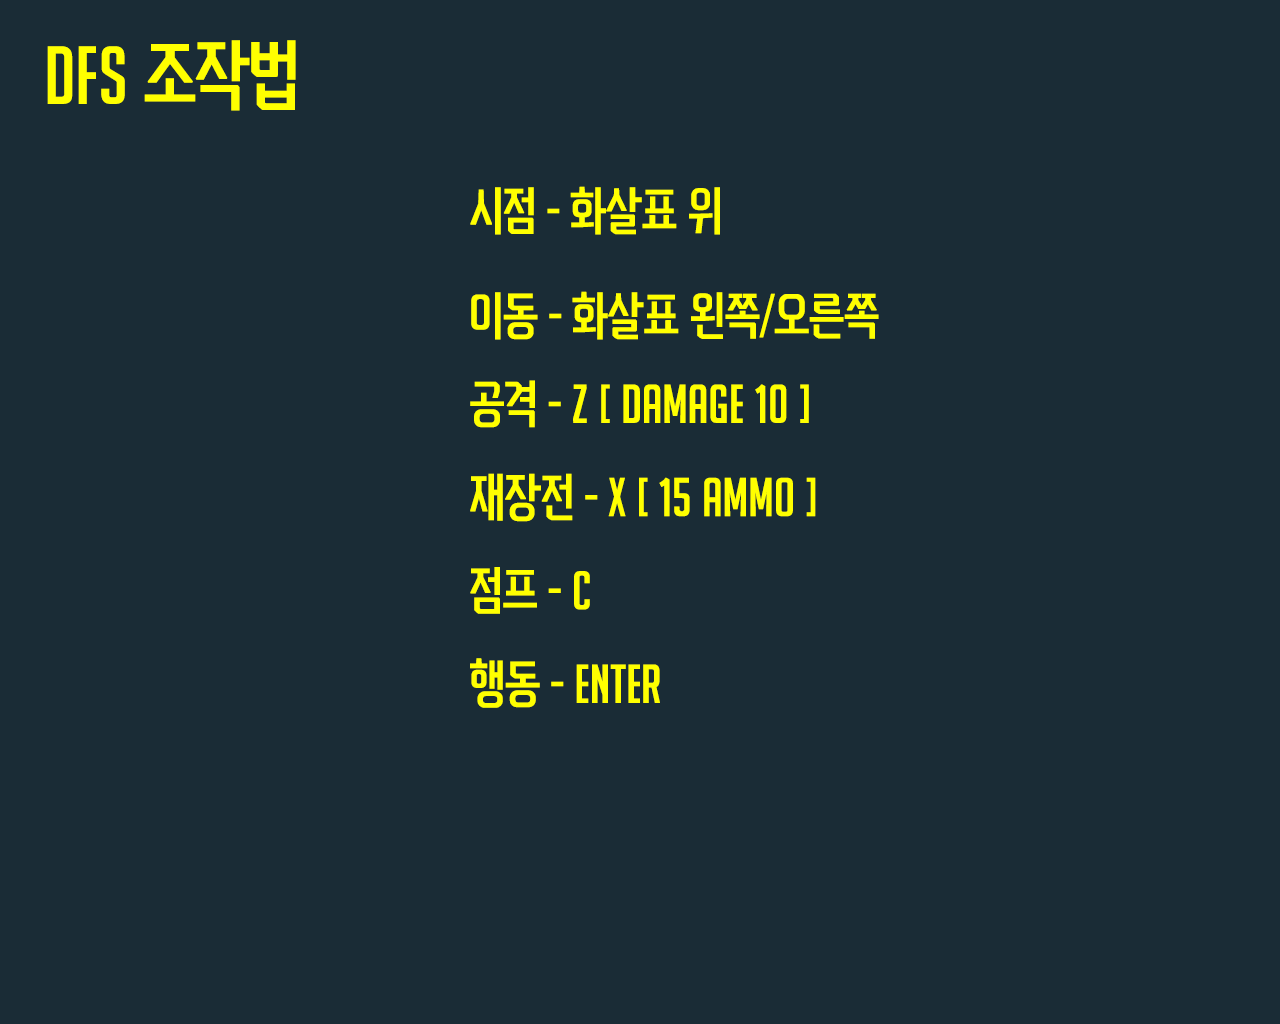 DFS 조작법
시점 - 화살표 위
이동 - 화살표 왼쪽/오른쪽
공격 - Z [ DAMAGE 10 ]
재장전 - X [ 15 AMMO ]
점프 - C
행동 - ENTER